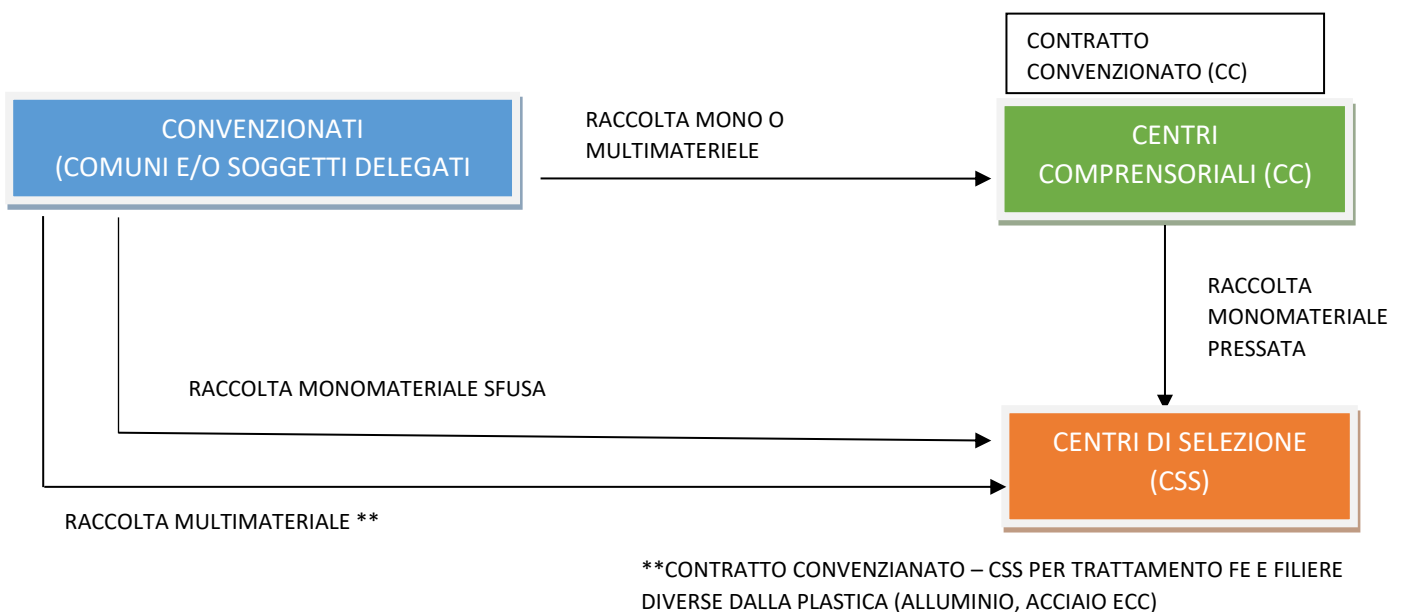 CONTRATTO
CONVENZIONATO (CC)
CONVENZIONATI
(COMUNI E/O SOGGETTI DELEGATI
RACCOLTA MONO O
MULTIMATERIELE
CENTRI
COMPRENSORIALI (CC)
RACCOLTA
MONOMATERIALE
PRESSATA
RACCOLTA MONOMATERIALE SFUSA
CENTRI DI SELEZIONE
(CSS)
RACCOLTA MULTIMATERIALE **
**CONTRATTO CONVENZIANATO – CSS PER TRATTAMENTO FE E FILIERE
DIVERSE DALLA PLASTICA (ALLUMINIO, ACCIAIO ECC)